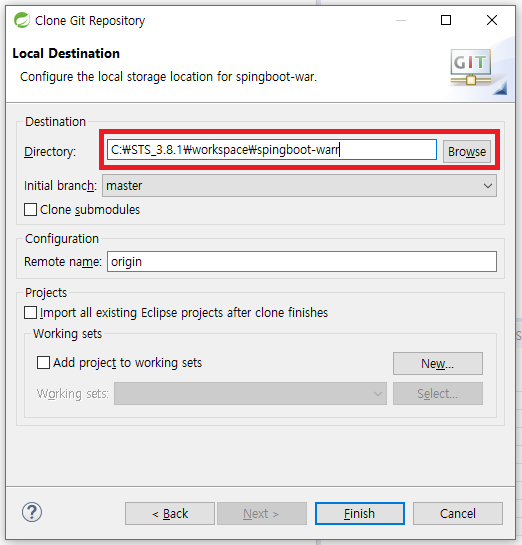 Clone Git Repository
Local Destination
Configure the local storage location for spingboot-war.
GIT
Destination
Directory: C:₩STS_3.8.1₩workspace₩spingboot-warr Browse
Initial branch: master
Clone submodules
Configuration
Remote name: origin
Projects
Import all existing Eclipse projects after clone finishes
Working sets
Add project to working sets New...
Working sets: Select...
? < Back Next > Finish Cancel